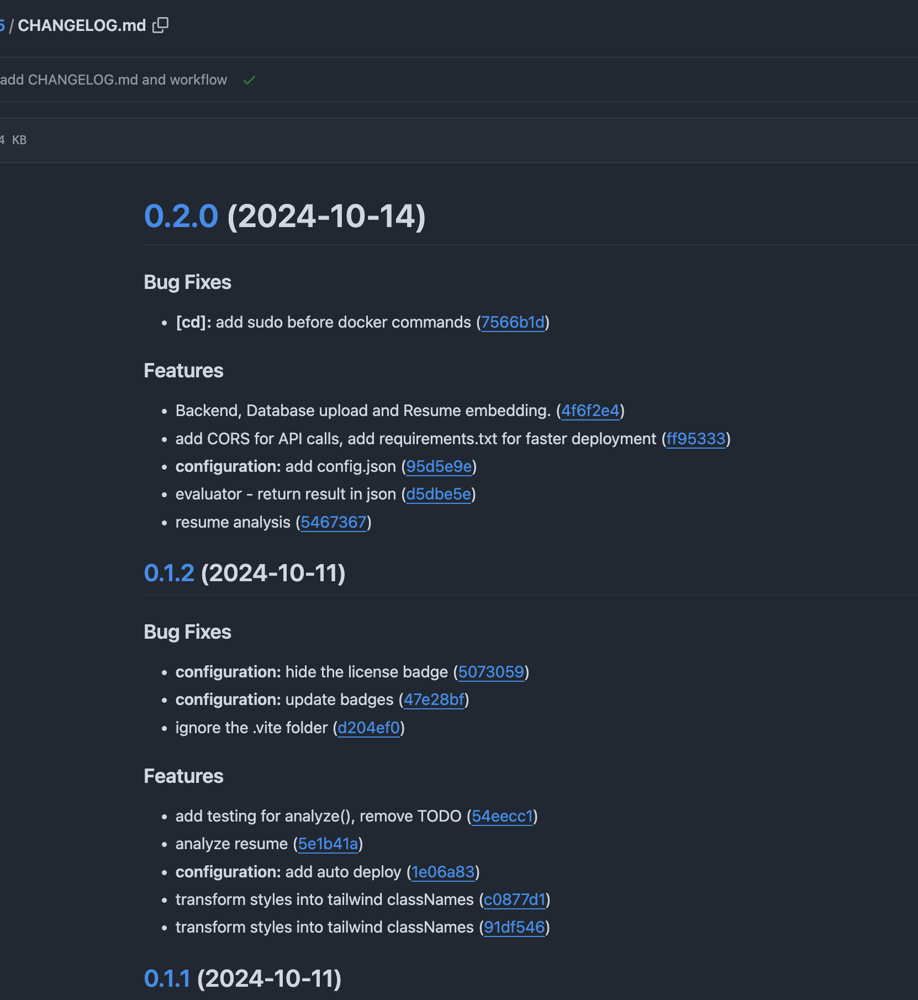 5 / CHANGELOG.md
add CHANGELOG.md and workflow
4 KB
0.2.0 (2024-10-14)
Bug Fixes
• [cd]: add sudo before docker commands (7566b1d)
Features
• Backend, Database upload and Resume embedding. (4f6f2e4)
• add CORS for API calls, add requirements.txt for faster deployment (ff95333)
• configuration: add config.json (95d5e9e)
• evaluator - return result in json (d5dbe5e)
• resume analysis (5467367)
0.1.2 (2024-10-11)
Bug Fixes
• configuration: hide the license badge (5073059)
• configuration: update badges (47e28bf)
• ignore the .vite folder (d204ef0)
Features
• add testing for analyze(), remove TODO (54eecc1)
• analyze resume (5e1b41a)
• configuration: add auto deploy (1e06a83)
• transform styles into tailwind classNames (c0877d1)
• transform styles into tailwind classNames (91df546)
0.1.1 (2024-10-11)